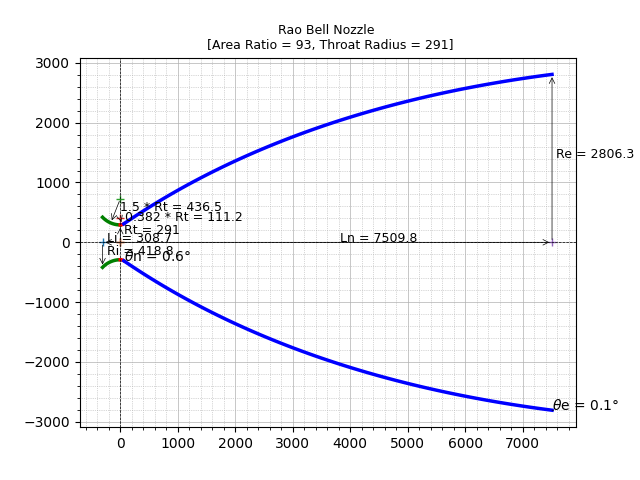 Rao Bell Nozzle
[Area Ratio = 93, Throat Radius = 291]
3000
2000
1000
0
−1000
−2000
−3000
Re = 2806.3
1.5 * Rt = 436.5
0.382 * Rt = 111.2
Rt = 291
Li = 308.7
Ln = 7509.8
Ri = 418.8
θn = 0.6°
θe = 0.1°
0 1000 2000 3000 4000 5000 6000 7000